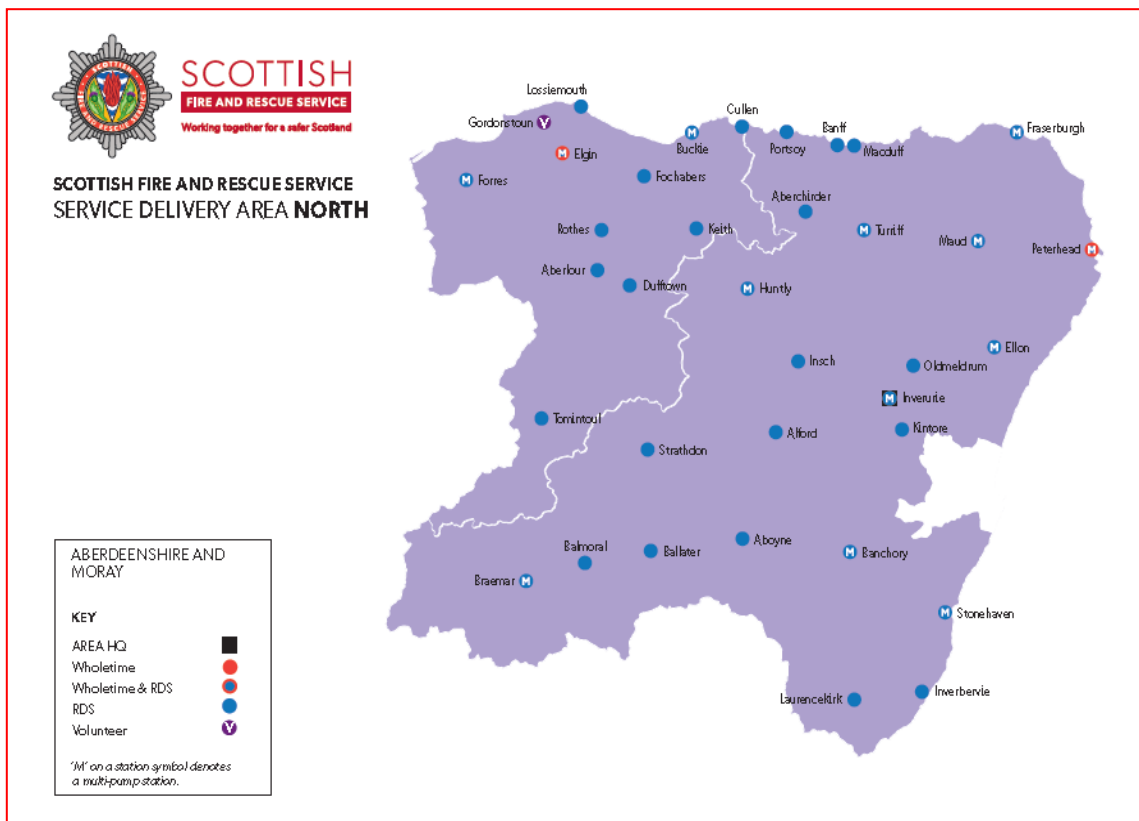 SCOTTISH
FIRE AND RESCUE SERVICE
Working together for a safer Scotland
SCOTTISH FIRE AND RESCUE SERVICE
SERVICE DELIVERY AREA NORTH
Lossiemouth
Gordonstoun
V
M
Elgin
M
Forres
M
Buckie
Cullen
Portsoy
Banff
Macduff
M
Fraserburgh
Fochabers
Aberchirder
Rothes
Keith
M
Turriff
Maud
M
Peterhead
M
Aberlour
Dufftown
M
Huntly
M
Ellon
Insch
Oldmeldrum
M
Inverurie
Tomintoul
Alford
Kintore
Strathdon
Balmoral
Ballater
Aboyne
M
Banchory
Braemar
M
M
Stonehaven
Laurencekirk
Inverbervie
ABERDEENSHIRE AND
MORAY
KEY
AREA HQ
Wholetime
Wholetime & RDS
RDS
Volunteer
V
'M' on a station symbol denotes
a multi-pump station.